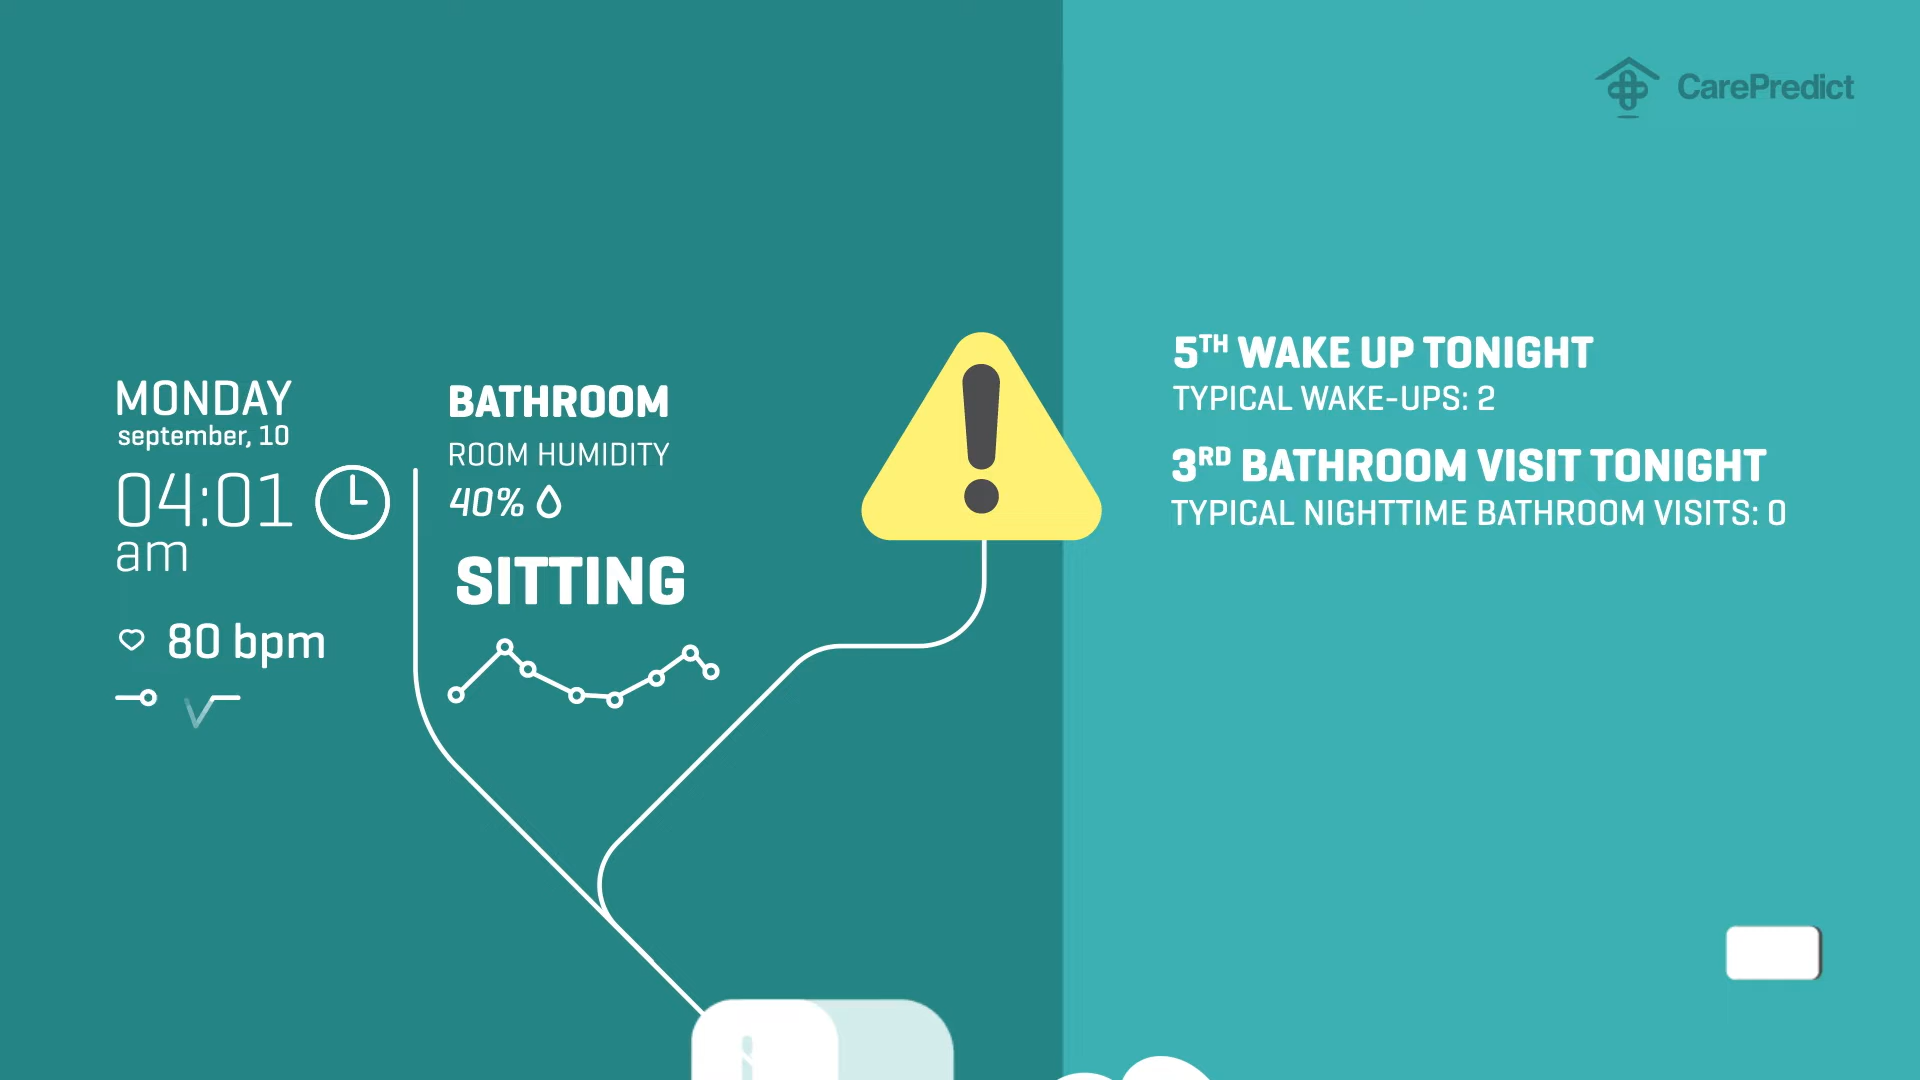 CarePredict
MONDAY
september, 10
04:01
am
80 bpm
BATHROOM
ROOM HUMIDITY
40%
SITTING
5TH WAKE UP TONIGHT
TYPICAL WAKE-UPS: 2
3RD BATHROOM VISIT TONIGHT
TYPICAL NIGHTTIME BATHROOM VISITS: 0